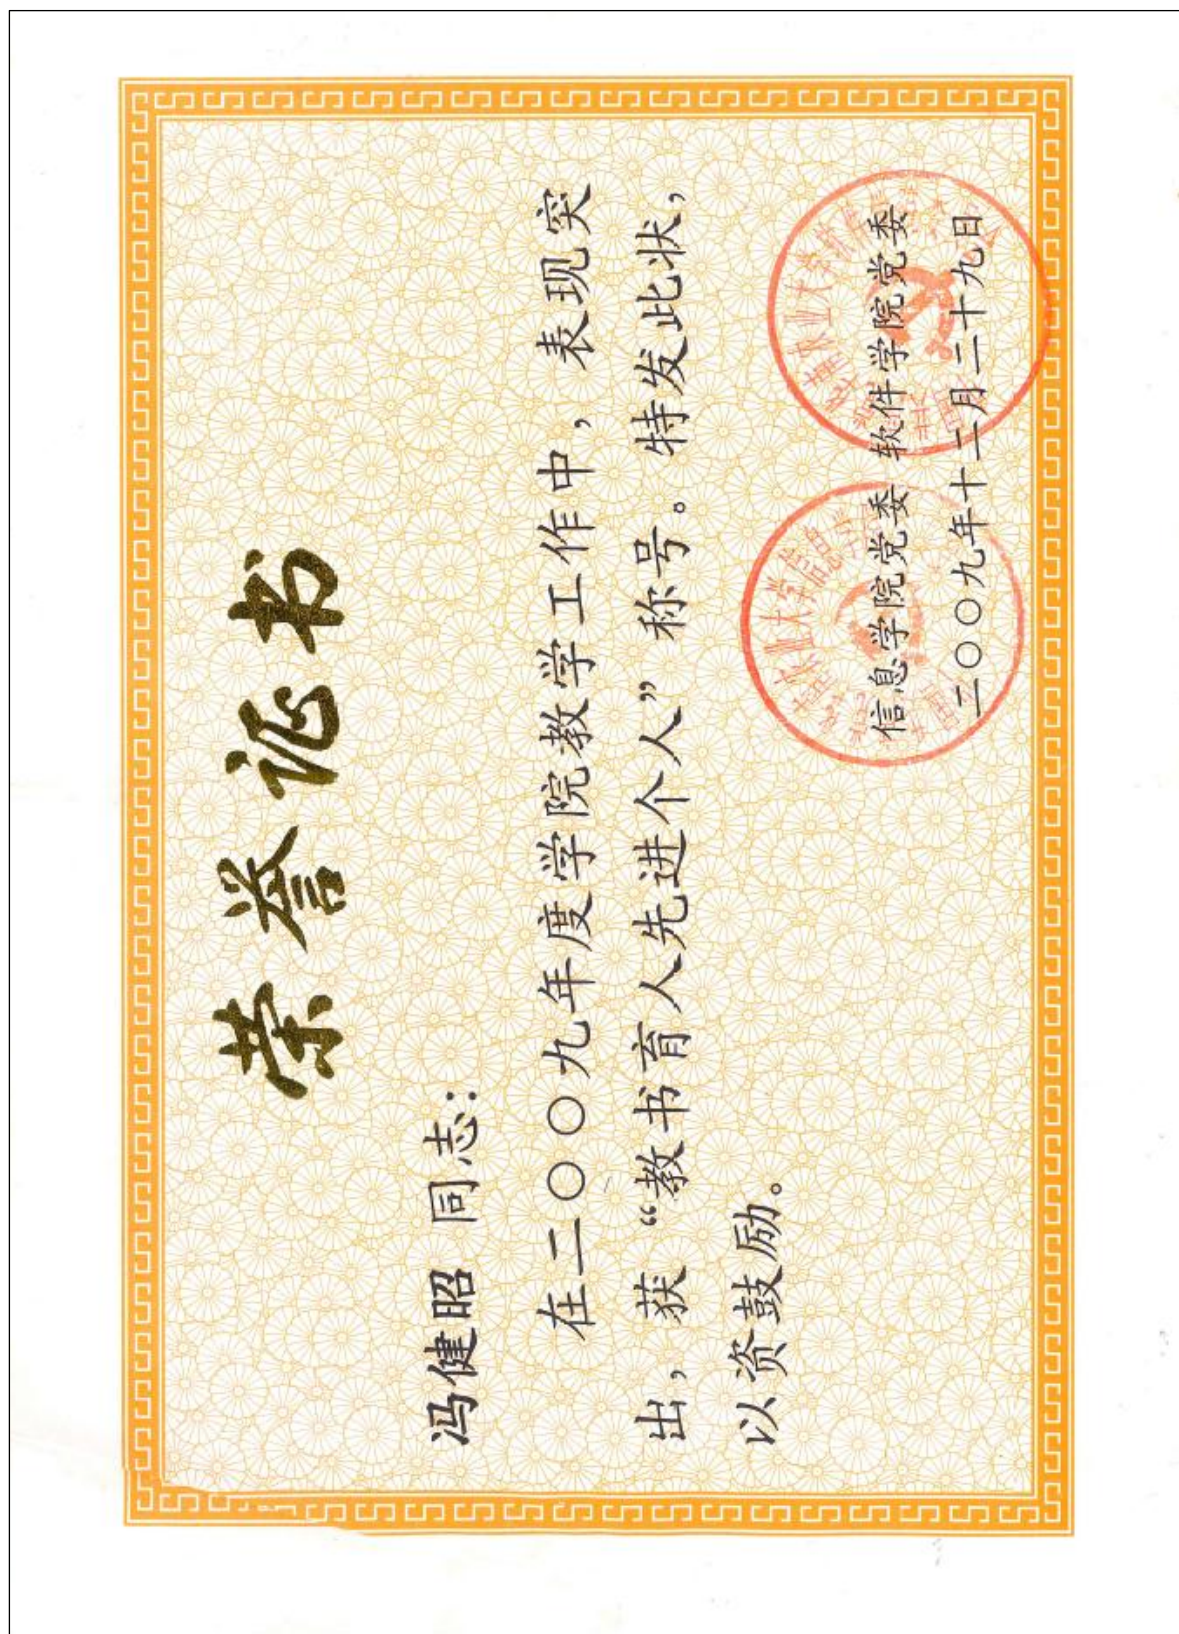 荣誉证书
冯健昭 同志：
在二〇〇九年度学院教学工作中，表现突
出，获“教书育人先进个人”称号。特发此状，
以资鼓励。
信息学院党委 软件学院党委
二〇〇九年十二月二十九日